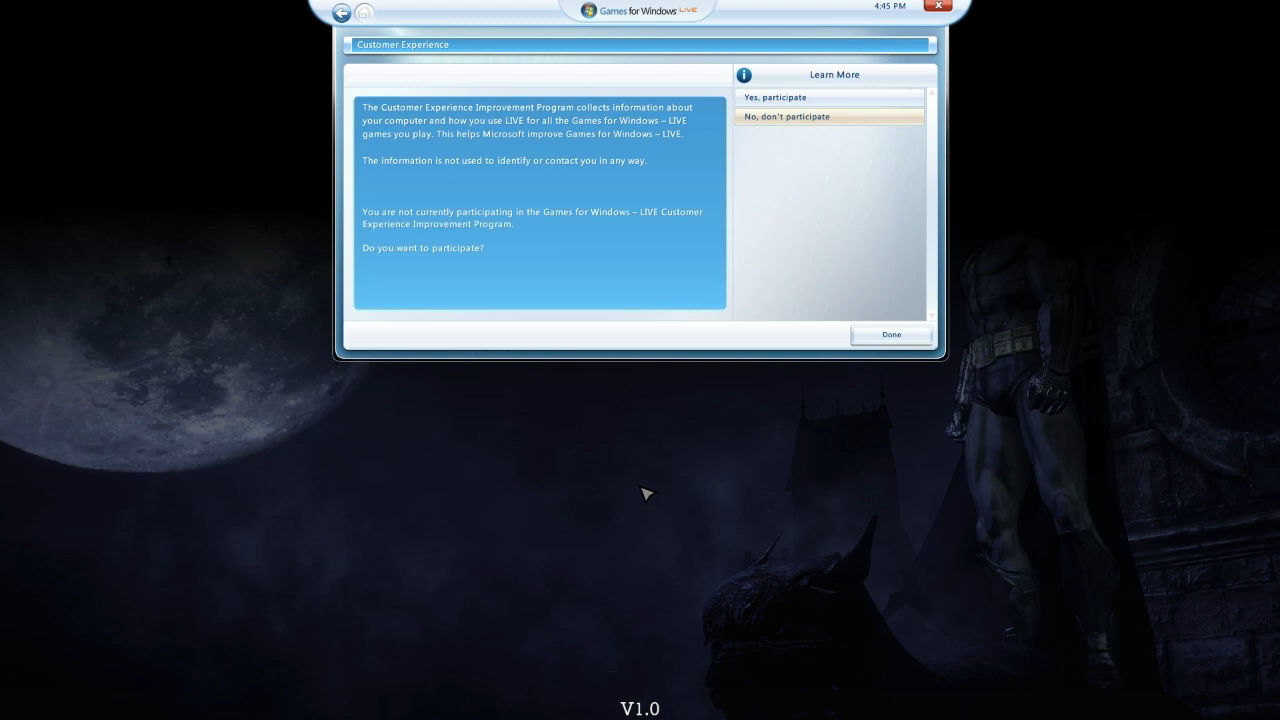 Games for Windows LIVE
4:45 PM
Customer Experience
The Customer Experience Improvement Program collects information about
your computer and how you use LIVE for all the Games for Windows – LIVE
games you play. This helps Microsoft improve Games for Windows – LIVE.
The information is not used to identify or contact you in any way.
You are not currently participating in the Games for Windows – LIVE Customer
Experience Improvement Program.
Do you want to participate?
Learn More
Yes, participate
No, don't participate
Done
V1.0